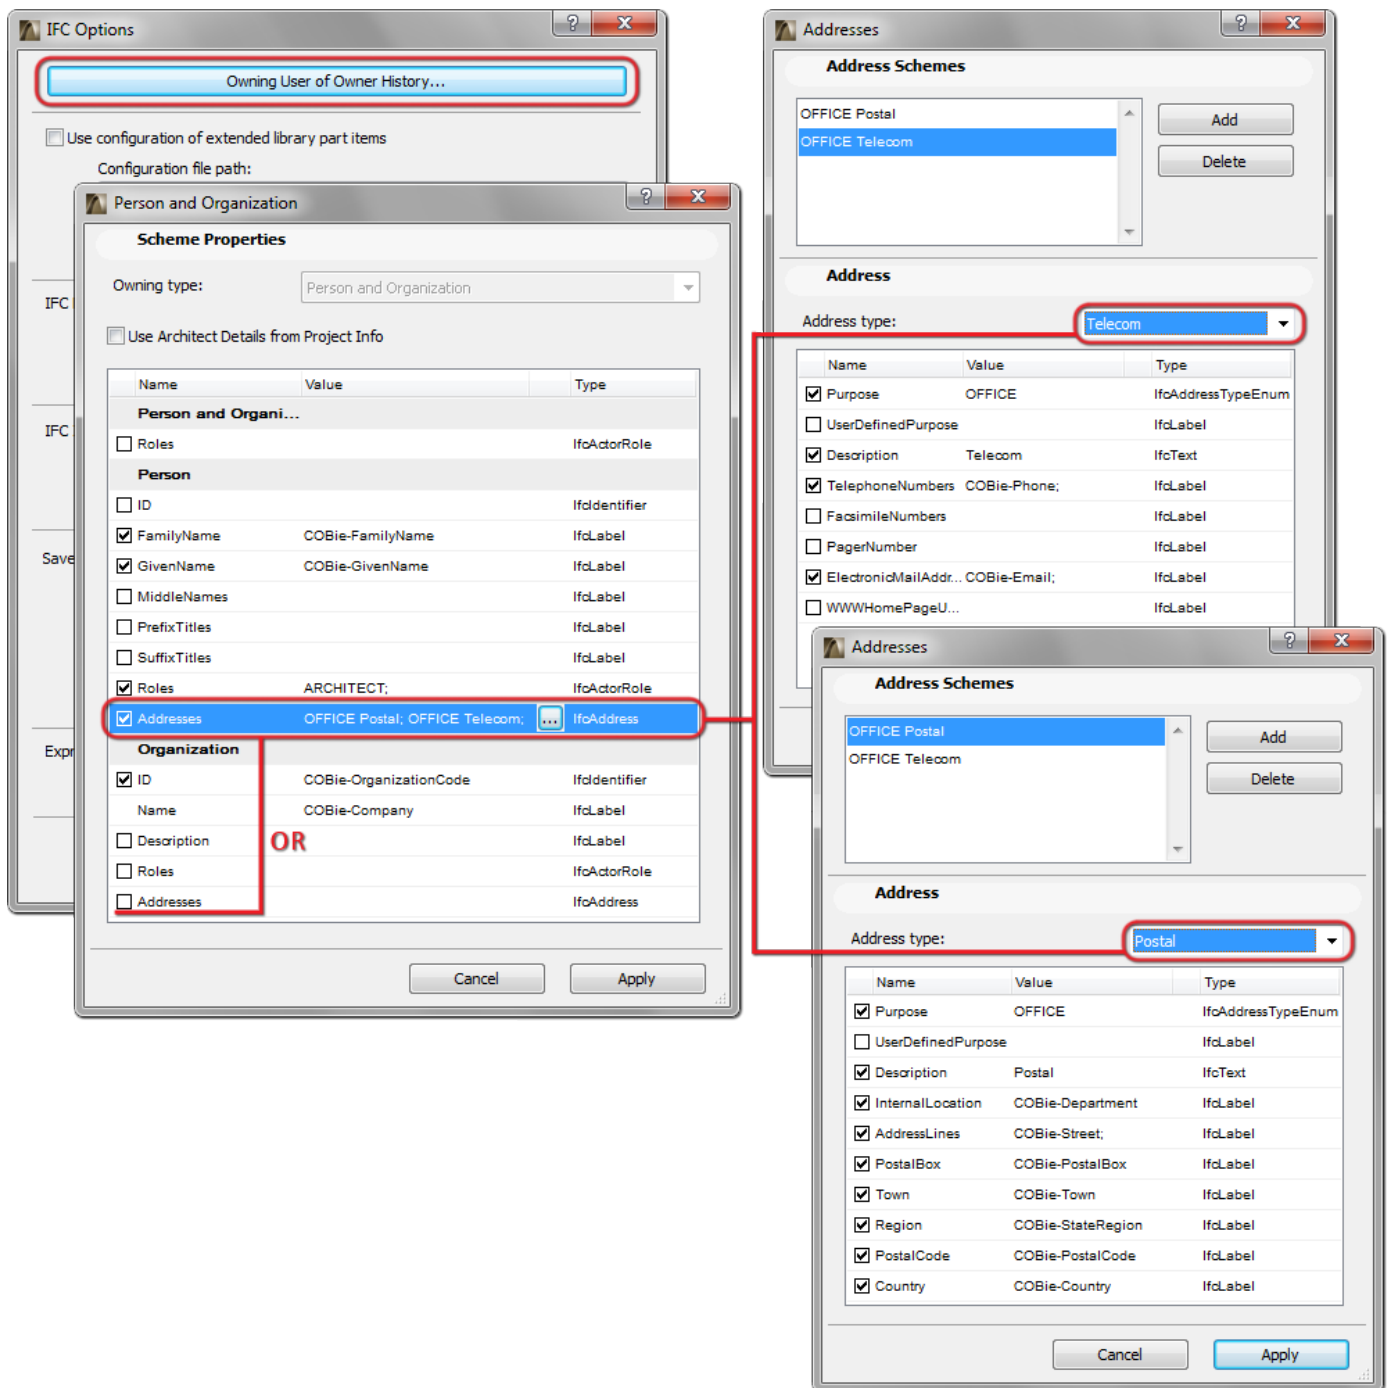 IFC Options
?
X
Owning User of Owner History...
Use configuration of extended library part items
Configuration file path:
IFC
IFC
Save
Expr
Person and Organization
?
X
Scheme Properties
Owning type:
Person and Organization
Use Architect Details from Project Info
Name Value Type
Person and Organi...
Roles IfcActorRole
Person
ID IfcIdentifier
FamilyName COBie-FamilyName IfcLabel
GivenName COBie-GivenName IfcLabel
MiddleNames IfcLabel
PrefixTitles IfcLabel
SuffixTitles IfcLabel
Roles ARCHITECT; IfcActorRole
Addresses OFFICE Postal; OFFICE Telecom; ... IfcAddress
Organization
ID COBie-OrganizationCode IfcIdentifier
Name COBie-Company IfcLabel
Description IfcLabel
Roles IfcActorRole
Addresses IfcAddress
OR
Cancel
Apply
Addresses
?
X
Address Schemes
OFFICE Postal
OFFICE Telecom
Add
Delete
Address
Address type:
Telecom
Name Value Type
Purpose OFFICE IfcAddressTypeEnum
UserDefinedPurpose IfcLabel
Description Telecom IfcText
TelephoneNumbers COBie-Phone; IfcLabel
FacsimileNumbers IfcLabel
PagerNumber IfcLabel
ElectronicMailAddr... COBie-Email; IfcLabel
WWWHomePageU... IfcLabel
Addresses
?
X
Address Schemes
OFFICE Postal
OFFICE Telecom
Add
Delete
Address
Address type:
Postal
Name Value Type
Purpose OFFICE IfcAddressTypeEnum
UserDefinedPurpose IfcLabel
Description Postal IfcText
InternalLocation COBie-Department IfcLabel
AddressLines COBie-Street; IfcLabel
PostalBox COBie-PostalBox IfcLabel
Town COBie-Town IfcLabel
Region COBie-StateRegion IfcLabel
PostalCode COBie-PostalCode IfcLabel
Country COBie-Country IfcLabel
Cancel
Apply